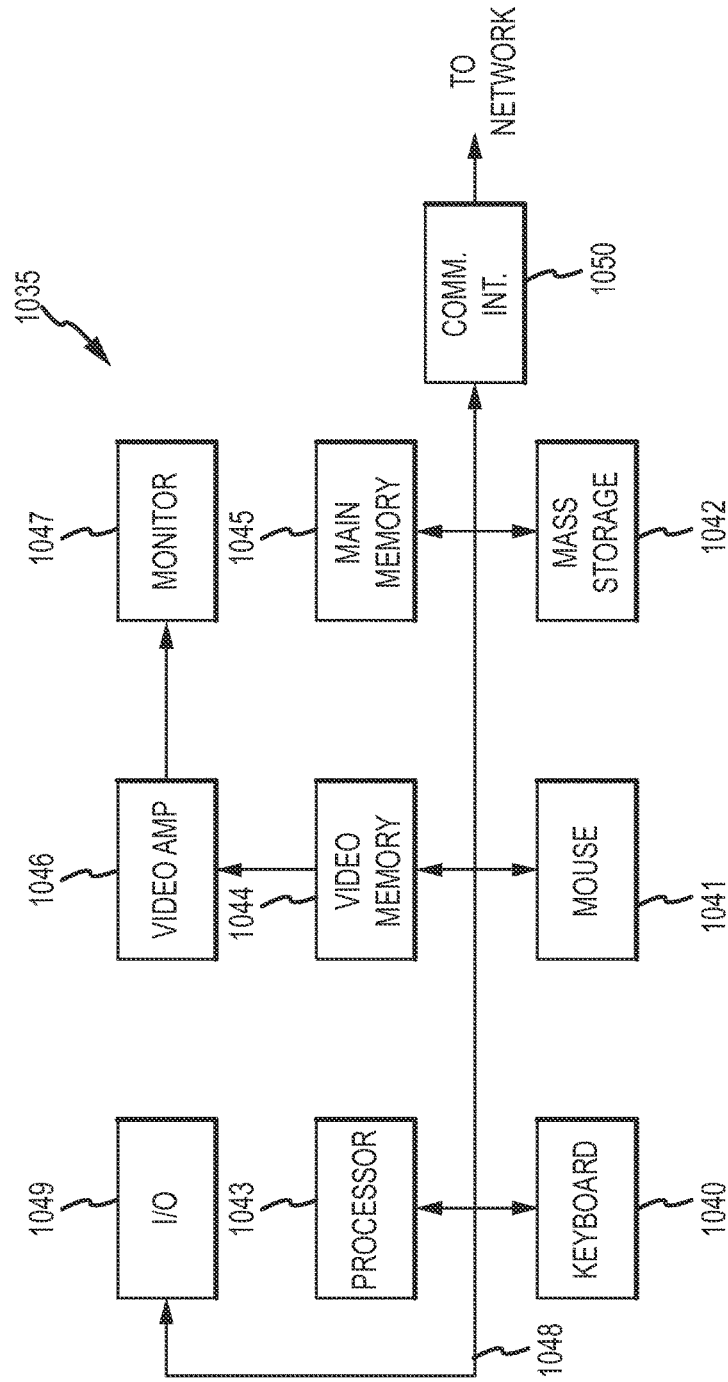 1035
1049
I/O
1046
VIDEO AMP
1047
MONITOR
1043
PROCESSOR
1044
VIDEO
MEMORY
1045
MAIN
MEMORY
1048
COMM.
INT.
1050
TO
NETWORK
KEYBOARD
1040
MOUSE
1041
MASS
STORAGE
1042